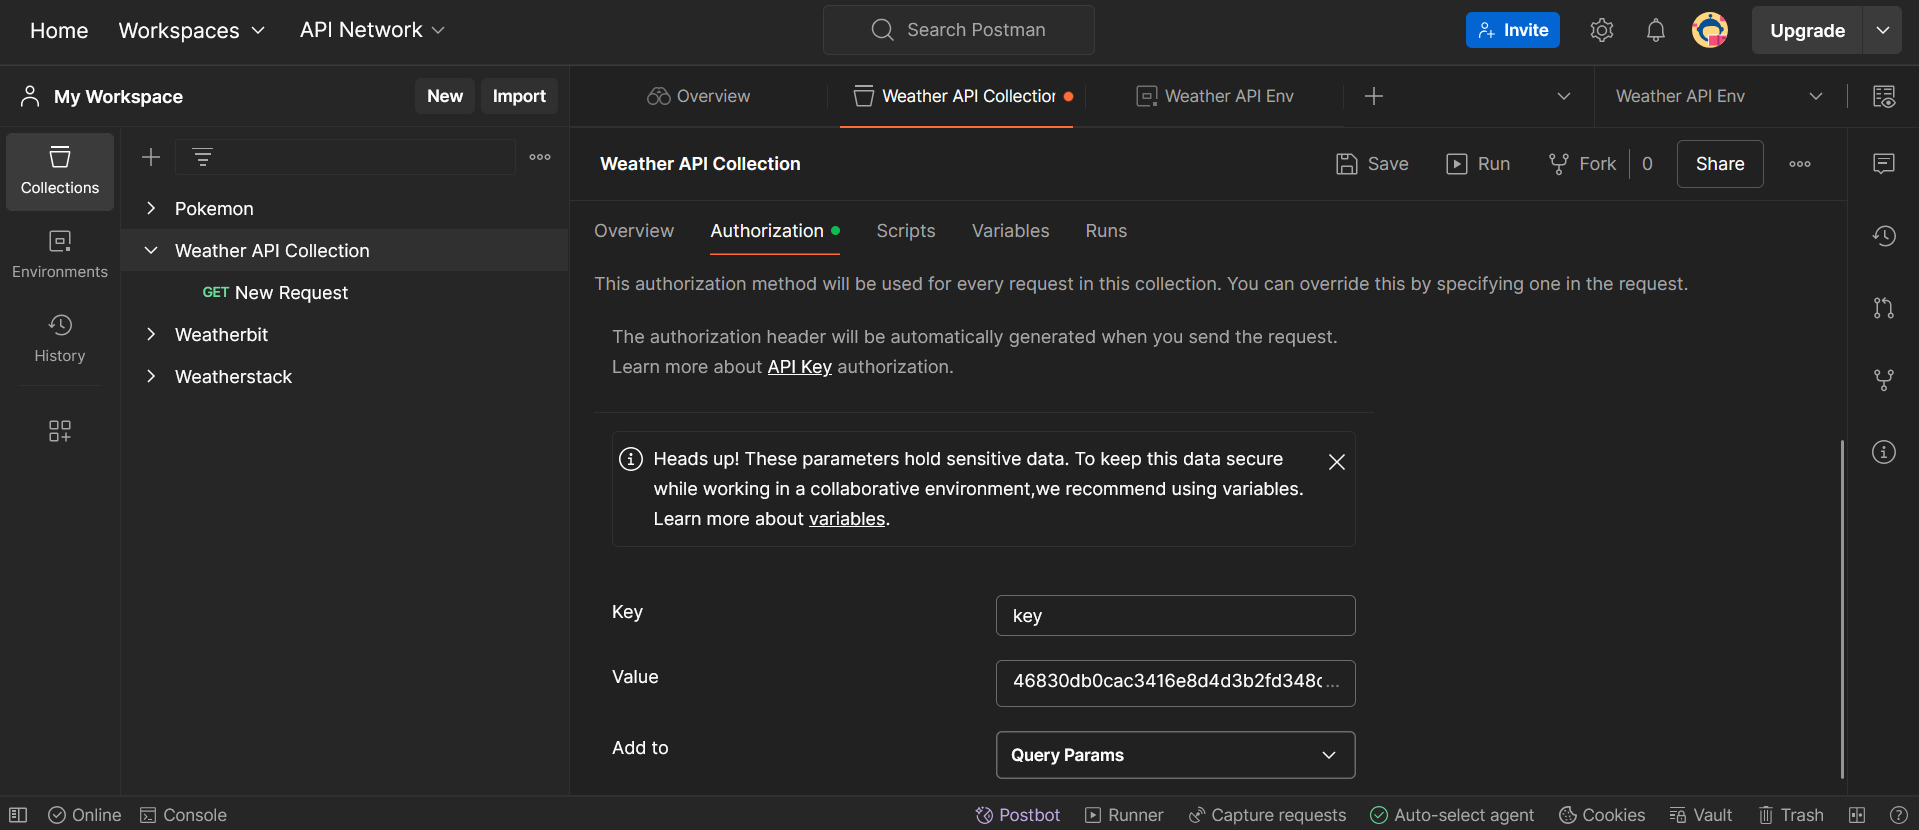 Home Workspaces API Network Search Postman Invite Upgrade
My Workspace New Import Overview Weather API Collection Weather API Env Weather API Env
Collections
Environments
History
Pokemon
Weather API Collection
GET New Request
Weatherbit
Weatherstack
Weather API Collection Save Run Fork 0 Share
Overview Authorization Scripts Variables Runs
This authorization method will be used for every request in this collection. You can override this by specifying one in the request.
The authorization header will be automatically generated when you send the request.
Learn more about API Key authorization.
Heads up! These parameters hold sensitive data. To keep this data secure
while working in a collaborative environment,we recommend using variables.
Learn more about variables.
Key key
Value 46830db0cac3416e8d4d3b2fd348...
Add to Query Params
Online Console Postbot Runner Capture requests Auto-select agent Cookies Vault Trash